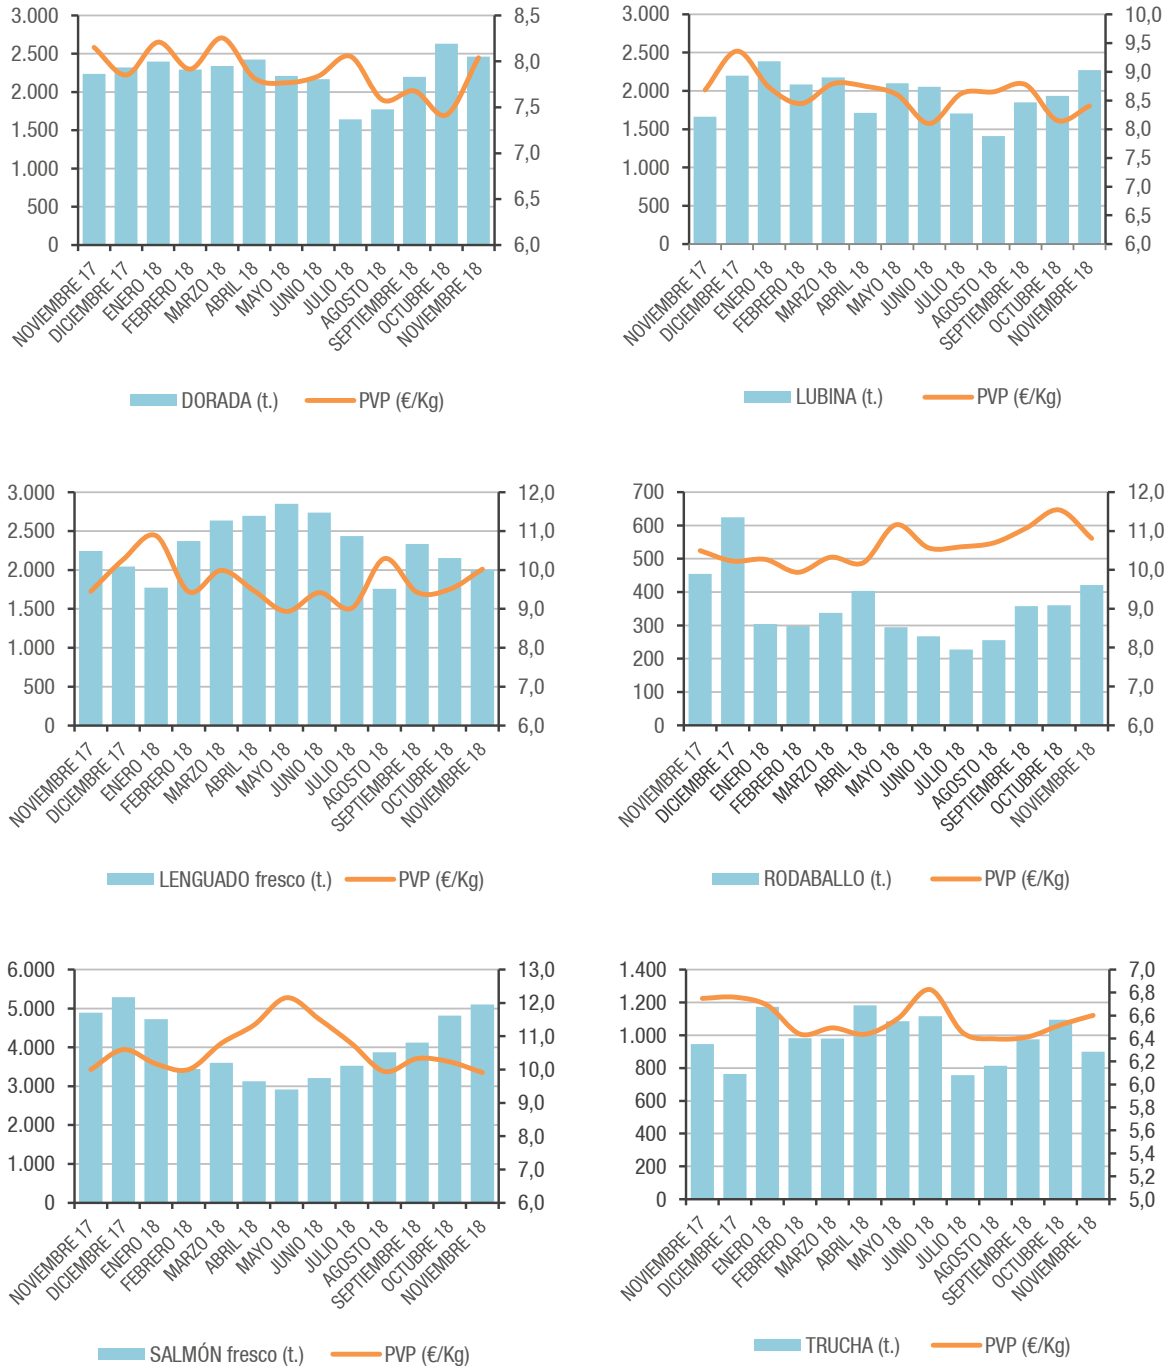 3.000
2.500
2.000
1.500
1.000
500
0
8,5
8,0
7,5
7,0
6,5
6,0
NOVIEMBRE 17
DICIEMBRE 17
ENERO 18
FEBRERO 18
MARZO 18
ABRIL 18
MAYO 18
JUNIO 18
JULIO 18
AGOSTO 18
SEPTIEMBRE 18
OCTUBRE 18
NOVIEMBRE 18
DORADA (t.)
PVP (€/Kg)
3.000
2.500
2.000
1.500
1.000
500
0
10,0
9,5
9,0
8,5
8,0
7,5
7,0
6,5
6,0
NOVIEMBRE 17
DICIEMBRE 17
ENERO 18
FEBRERO 18
MARZO 18
ABRIL 18
MAYO 18
JUNIO 18
JULIO 18
AGOSTO 18
SEPTIEMBRE 18
OCTUBRE 18
NOVIEMBRE 18
LUBINA (t.)
PVP (€/Kg)
3.000
2.500
2.000
1.500
1.000
500
0
12,0
11,0
10,0
9,0
8,0
7,0
6,0
NOVIEMBRE 17
DICIEMBRE 17
ENERO 18
FEBRERO 18
MARZO 18
ABRIL 18
MAYO 18
JUNIO 18
JULIO 18
AGOSTO 18
SEPTIEMBRE 18
OCTUBRE 18
NOVIEMBRE 18
LENGUADO fresco (t.)
PVP (€/Kg)
700
600
500
400
300
200
100
0
12,0
11,0
10,0
9,0
8,0
7,0
6,0
NOVIEMBRE 17
DICIEMBRE 17
ENERO 18
FEBRERO 18
MARZO 18
ABRIL 18
MAYO 18
JUNIO 18
JULIO 18
AGOSTO 18
SEPTIEMBRE 18
OCTUBRE 18
NOVIEMBRE 18
RODABALLO (t.)
PVP (€/Kg)
6.000
5.000
4.000
3.000
2.000
1.000
0
13,0
12,0
11,0
10,0
9,0
8,0
7,0
6,0
NOVIEMBRE 17
DICIEMBRE 17
ENERO 18
FEBRERO 18
MARZO 18
ABRIL 18
MAYO 18
JUNIO 18
JULIO 18
AGOSTO 18
SEPTIEMBRE 18
OCTUBRE 18
NOVIEMBRE 18
SALMÓN fresco (t.)
PVP (€/Kg)
1.400
1.200
1.000
800
600
400
200
0
7,0
6,8
6,6
6,4
6,2
6,0
5,8
5,6
5,4
5,2
5,0
NOVIEMBRE 17
DICIEMBRE 17
ENERO 18
FEBRERO 18
MARZO 18
ABRIL 18
MAYO 18
JUNIO 18
JULIO 18
AGOSTO 18
SEPTIEMBRE 18
OCTUBRE 18
NOVIEMBRE 18
TRUCHA (t.)
PVP (€/Kg)